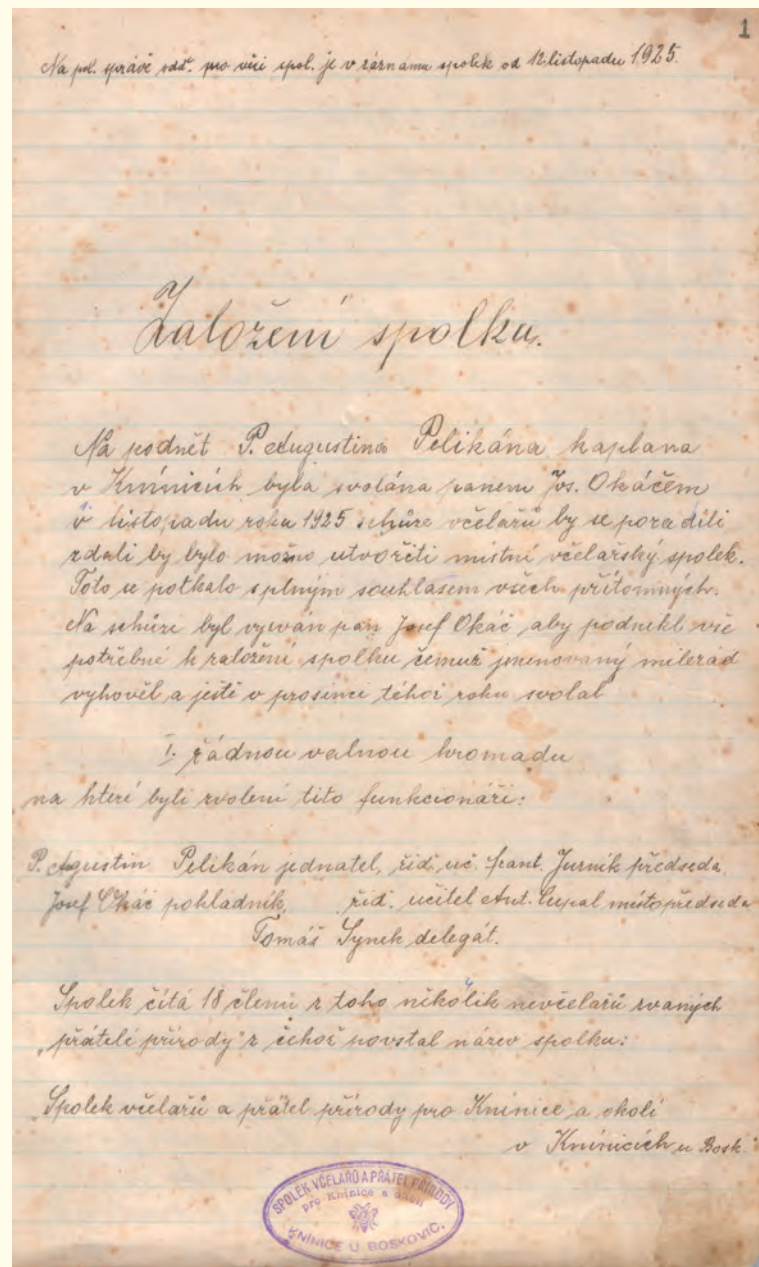 1
Na pol. správě odd. pro věci spol. je v záznamu spolek od 12. listopadu 1925.
Založení spolku.
Na podnět P. Augustina Pelikána kaplana
v Knínicích byla svolána panem Jos. Okáčem
v listopadu roku 1925 schůze včelařů by se poradili
zdali by bylo možno utvořiti místní včelařský spolek.
Toto se potkalo s plným souhlasem všech přítomných.
Na schůze byl vyzván pan Josef Okáč aby podnikl vše
potřebné k založení spolku čemuž jmenovaný milerád
vyhověl a ještě v prosinci téhož roku svolal
I. řádnou valnou hromadu
na které byli zvoleni tito funkcionáři:
P. Agustin Pelikán jednatel, říd. uč. Frant. Jurník předseda,
Josef Okáč pokladník, říd. učitel Ant. Cupal místopředseda
Tomáš Synek delegát.
Spolek čítá 18 členů z toho několik nevčelařů zvaných
„přátelé přírody" z čehož povstal název spolku:
Spolek včelařů a přátel přírody pro Knínice a okolí
v Knínicích u Bosk.
SPOLEK VČELAŘŮ A PŘÁTEL PŘÍRODY
pro Knínice a okolí
KNÍNICE U BOSKOVIC.